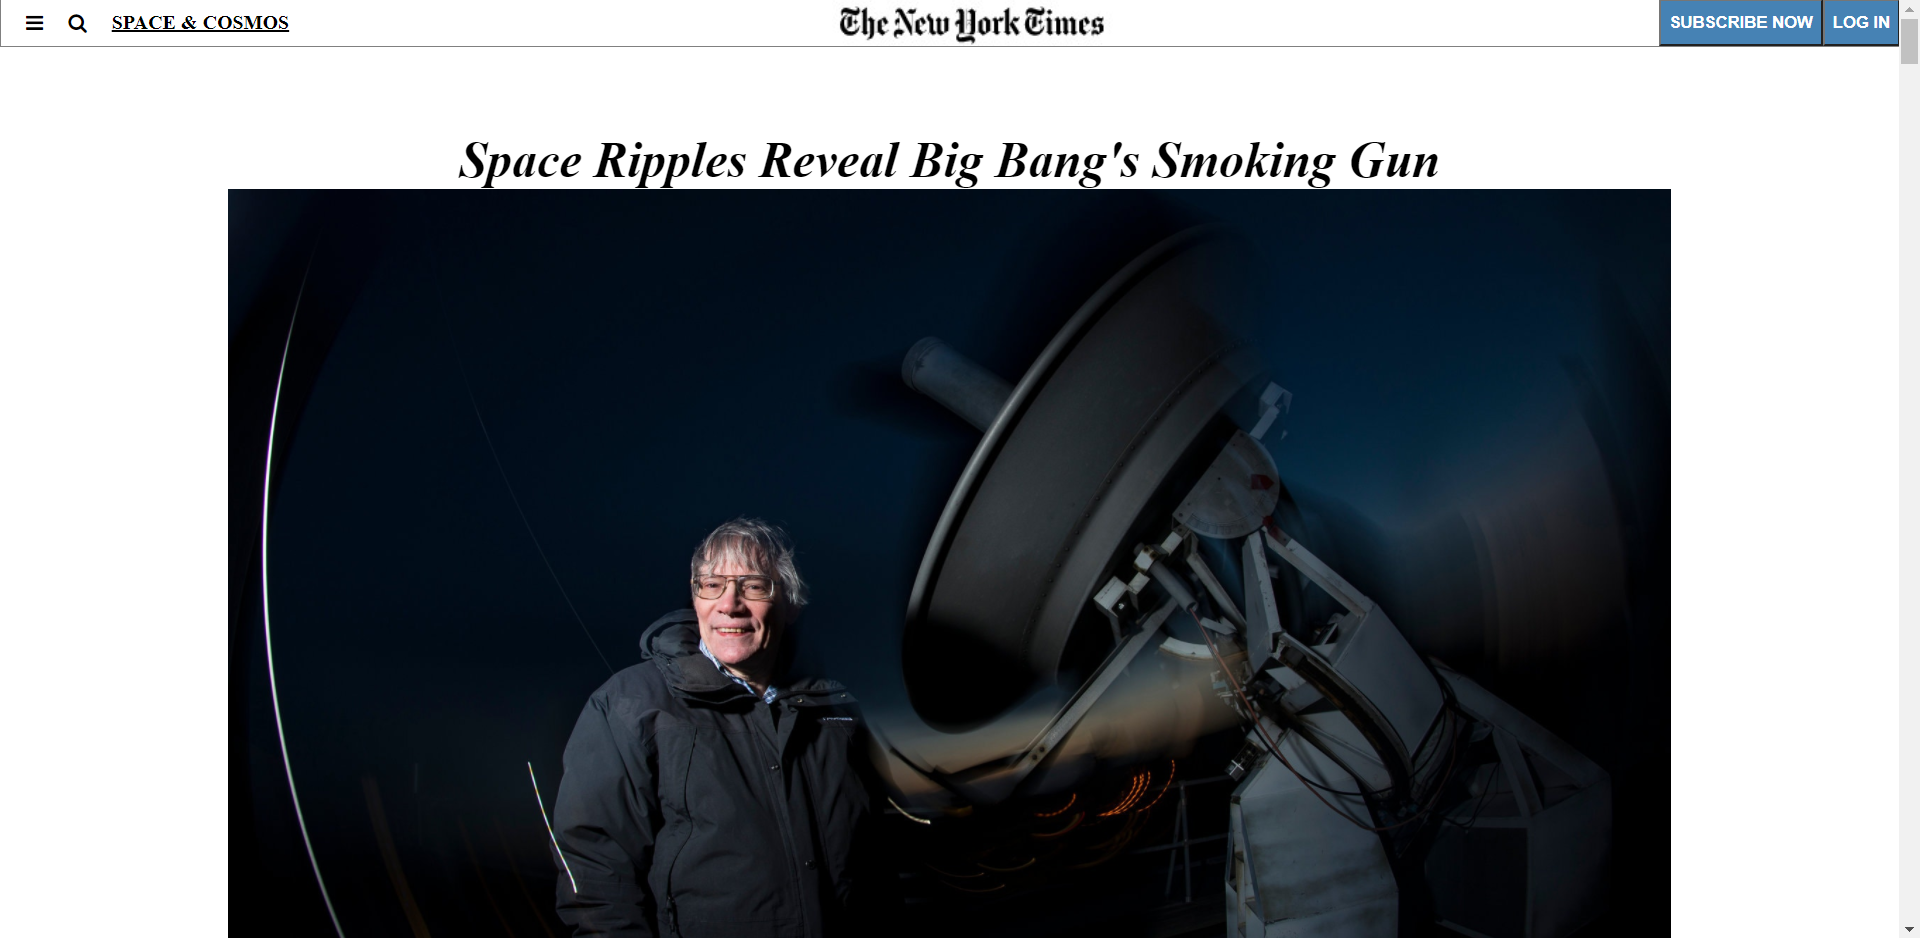 SPACE & COSMOS
The New York Times
SUBSCRIBE NOW
LOG IN
Space Ripples Reveal Big Bang's Smoking Gun